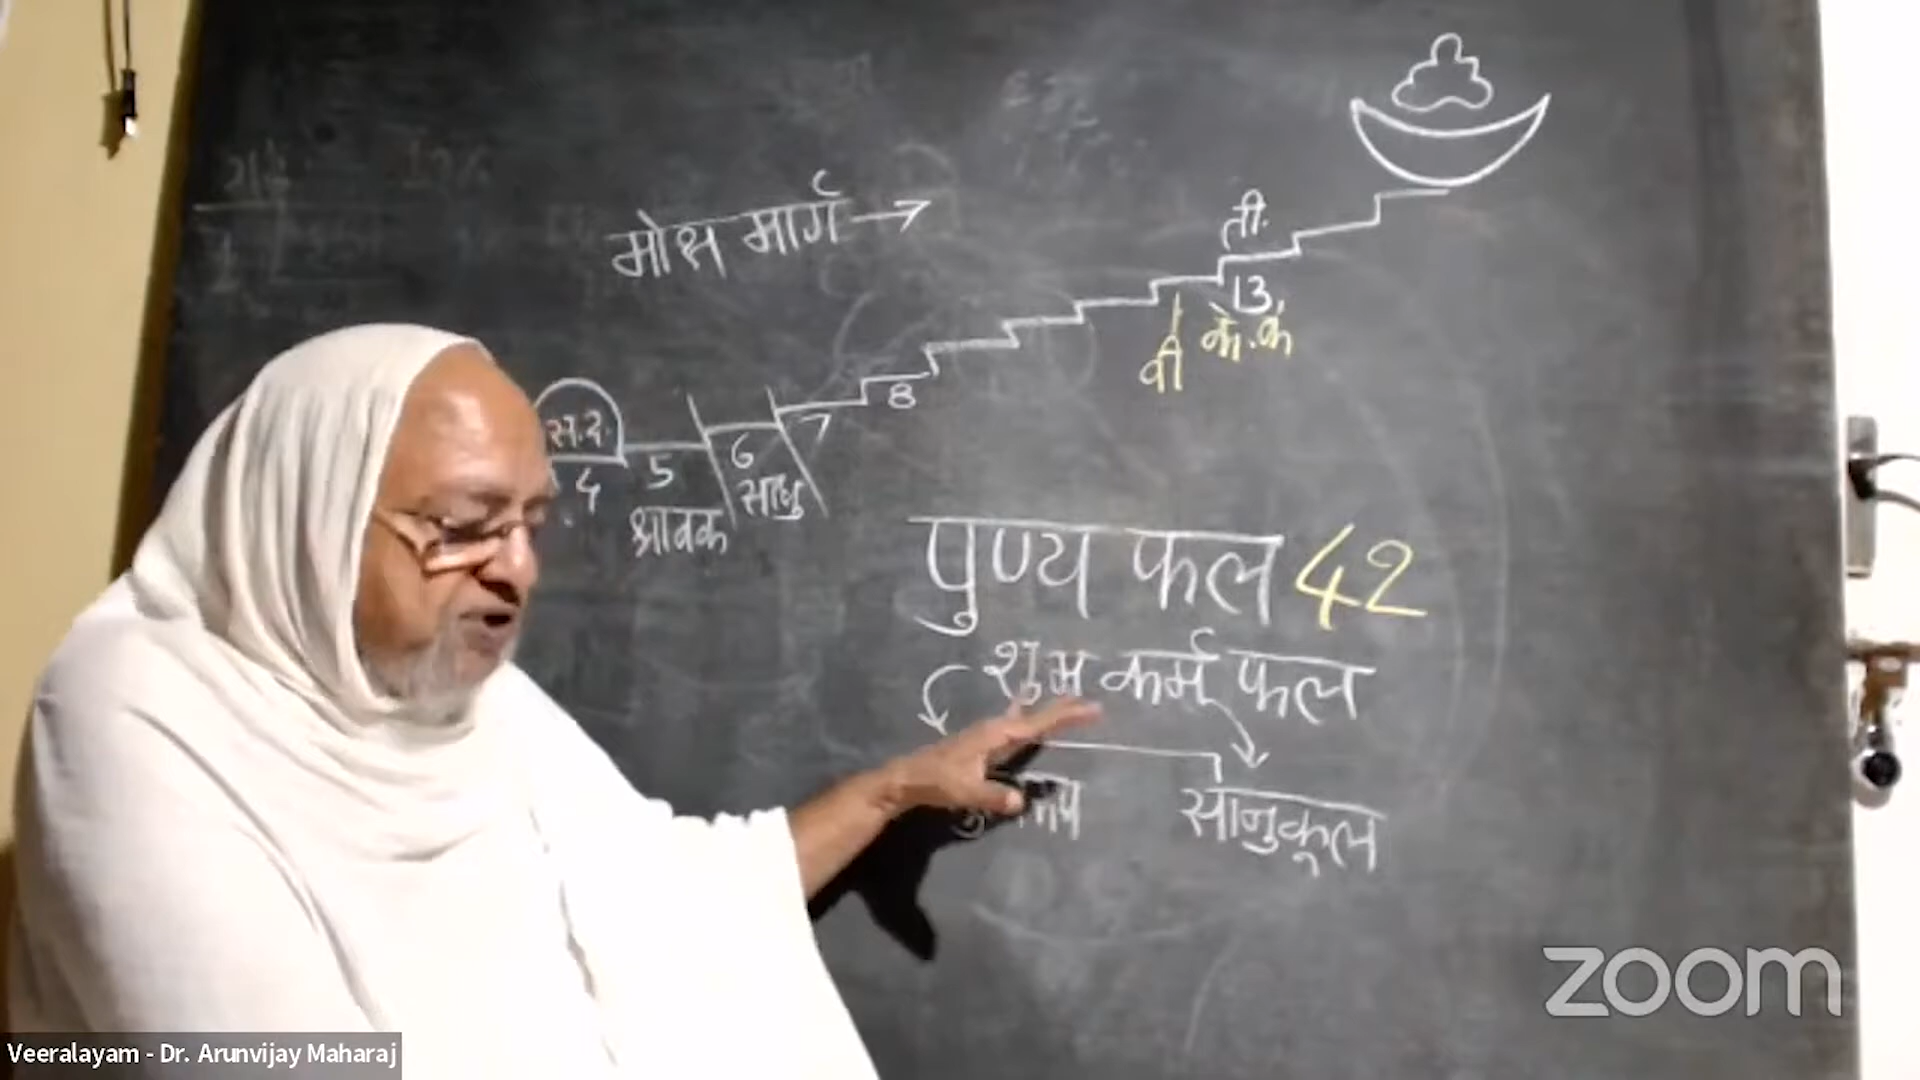 मोक्ष मार्ग →
ती.
13
वी के. क
8
7
स. द.
4
5
6
साधु
श्रावक
पुण्य फल 42
शुभ कर्म फल
सानुकूल
zoom
Veeralayam - Dr. Arunvijay Maharaj